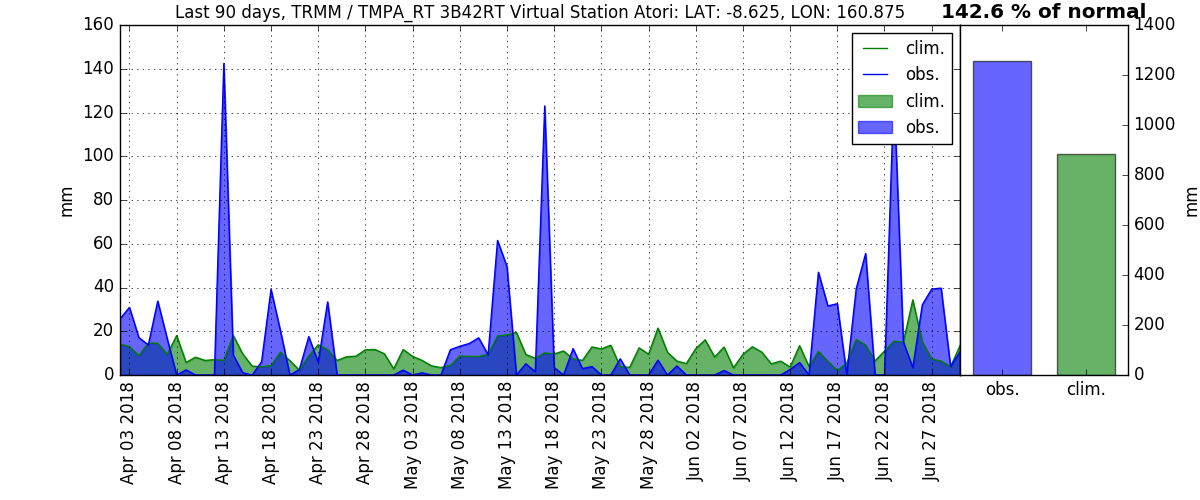 Last 90 days, TRMM / TMPA_RT 3B42RT Virtual Station Atori: LAT: -8.625, LON: 160.875
142.6 % of normal
160
140
120
100
80
60
40
20
0
mm
clim.
obs.
clim.
obs.
1400
1200
1000
800
600
400
200
0
mm
Apr 03 2018
Apr 08 2018
Apr 13 2018
Apr 18 2018
Apr 23 2018
Apr 28 2018
May 03 2018
May 08 2018
May 13 2018
May 18 2018
May 23 2018
May 28 2018
Jun 02 2018
Jun 07 2018
Jun 12 2018
Jun 17 2018
Jun 22 2018
Jun 27 2018
obs.
clim.